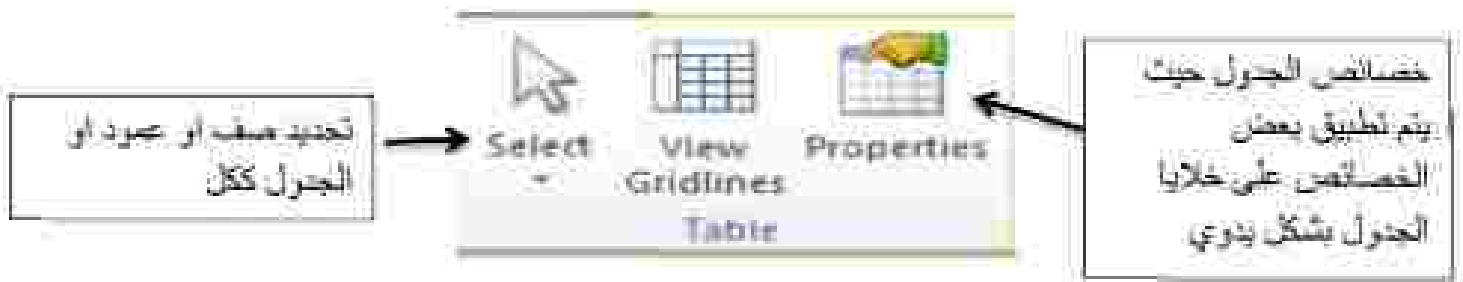 خصائص الجدول حيث
يتم تطبيق بعض
الخصائص على خلايا
الجدول بشكل يدوي
Select
View
Gridlines
Properties
Table
تحديد صف او عمود او
الجدول ككل